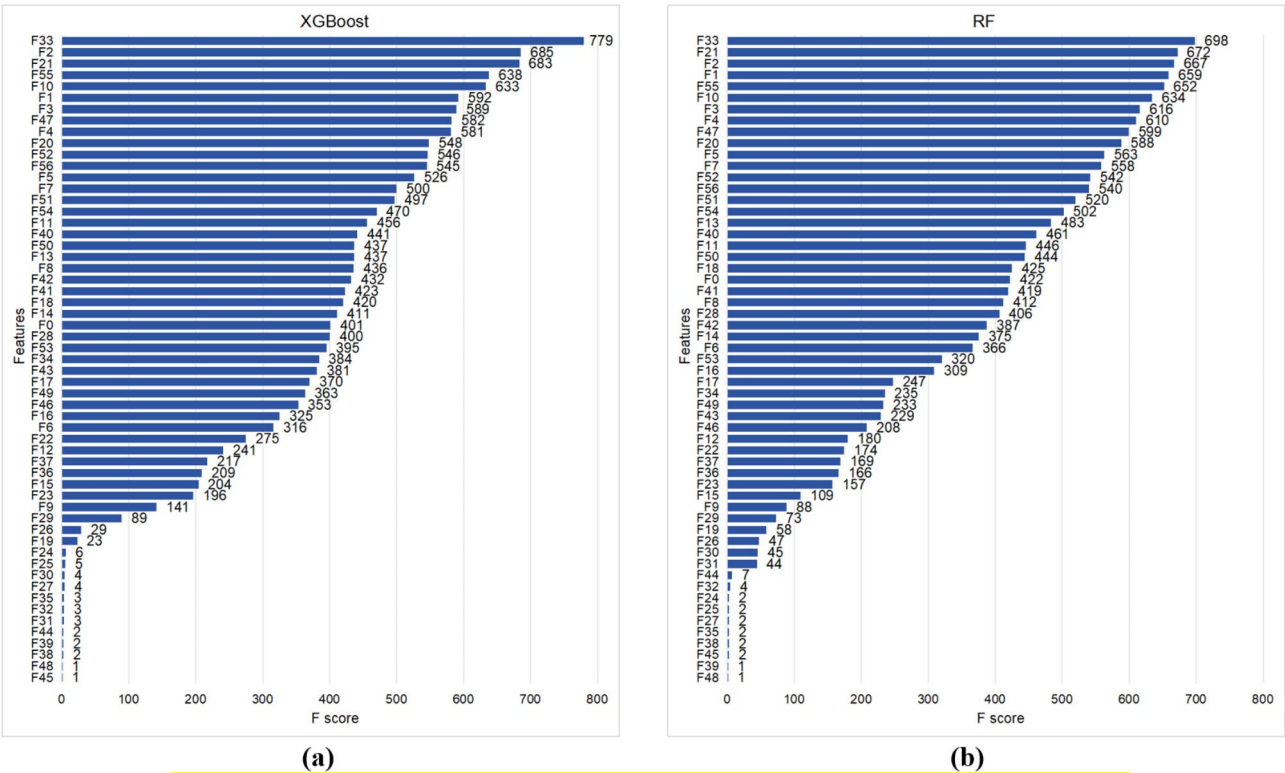 XGBoost
F33 779
F2 685
F21 683
F55 638
F10 633
F1 592
F3 589
F47 582
F4 581
F20 548
F52 546
F56 545
F5 526
F7 500
F51 497
F54 470
F11 456
F40 441
F50 437
F13 437
F8 436
F42 432
F41 423
F18 420
F14 411
F0 401
F28 400
F53 395
F34 384
F43 381
F17 370
F49 363
F46 353
F16 325
F6 316
F22 275
F12 241
F37 217
F36 209
F15 204
F23 196
F9 141
F29 89
F26 29
F19 23
F24 6
F25 5
F30 4
F27 4
F35 3
F32 3
F31 3
F44 2
F39 2
F38 2
F48 1
F45 1
Features
0 100 200 300 400 500 600 700 800
F score
(a)
RF
F33 698
F21 672
F2 667
F1 659
F55 652
F10 634
F3 616
F4 610
F47 599
F20 588
F5 563
F7 558
F52 542
F56 540
F51 520
F54 502
F13 483
F40 461
F11 446
F50 444
F18 425
F0 422
F41 419
F8 412
F28 406
F42 387
F14 375
F6 366
F53 320
F16 309
F17 247
F34 235
F49 233
F43 229
F46 208
F12 180
F22 174
F37 169
F36 166
F23 157
F15 109
F9 88
F29 73
F19 58
F26 47
F30 45
F31 44
F44 7
F32 4
F24 2
F25 2
F27 2
F35 2
F38 2
F45 2
F39 1
F48 1
Features
0 100 200 300 400 500 600 700 800
F score
(b)